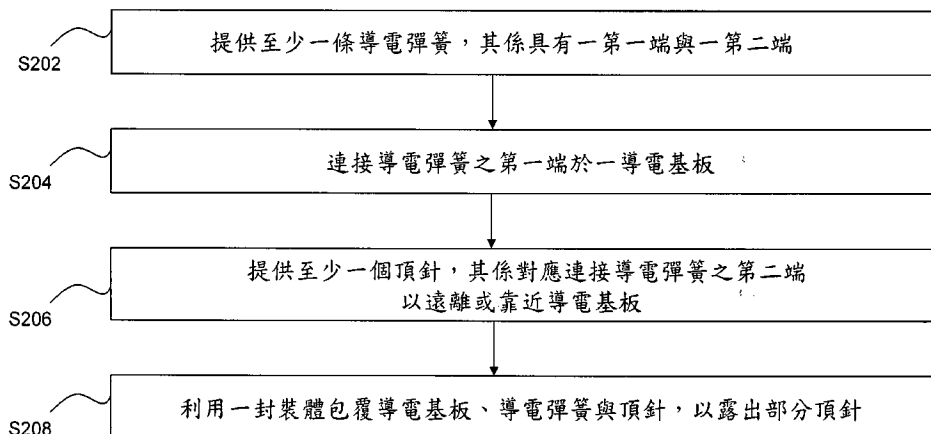 提供至少一條導電彈簧，其係具有一第一端與一第二端
S202
連接導電彈簧之第一端於一導電基板
S204
提供至少一個頂針，其係對應連接導電彈簧之第二端
以遠離或靠近導電基板
S206
利用一封裝體包覆導電基板、導電彈簧與頂針，以露出部分頂針
S208